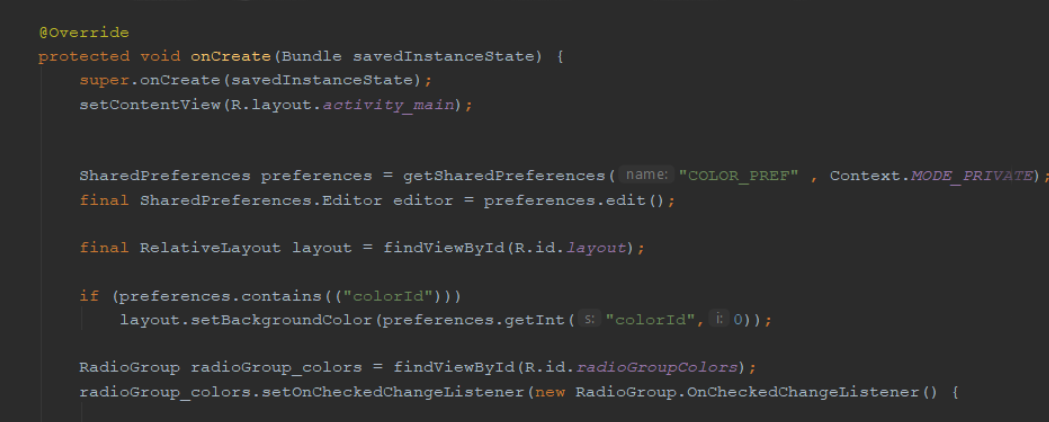 @Override
protected void onCreate(Bundle savedInstanceState) {
super.onCreate(savedInstanceState);
setContentView(R.layout.activity_main);
SharedPreferences preferences = getSharedPreferences( name: "COLOR_PREF" , Context.MODE_PRIVATE);
final SharedPreferences.Editor editor = preferences.edit();
final RelativeLayout layout = findViewById(R.id.layout);
if (preferences.contains(("colorId")))
layout.setBackgroundColor(preferences.getInt( s: "colorId", i: 0));
RadioGroup radioGroup_colors = findViewById(R.id.radioGroupColors);
radioGroup_colors.setOnCheckedChangeListener(new RadioGroup.OnCheckedChangeListener() {